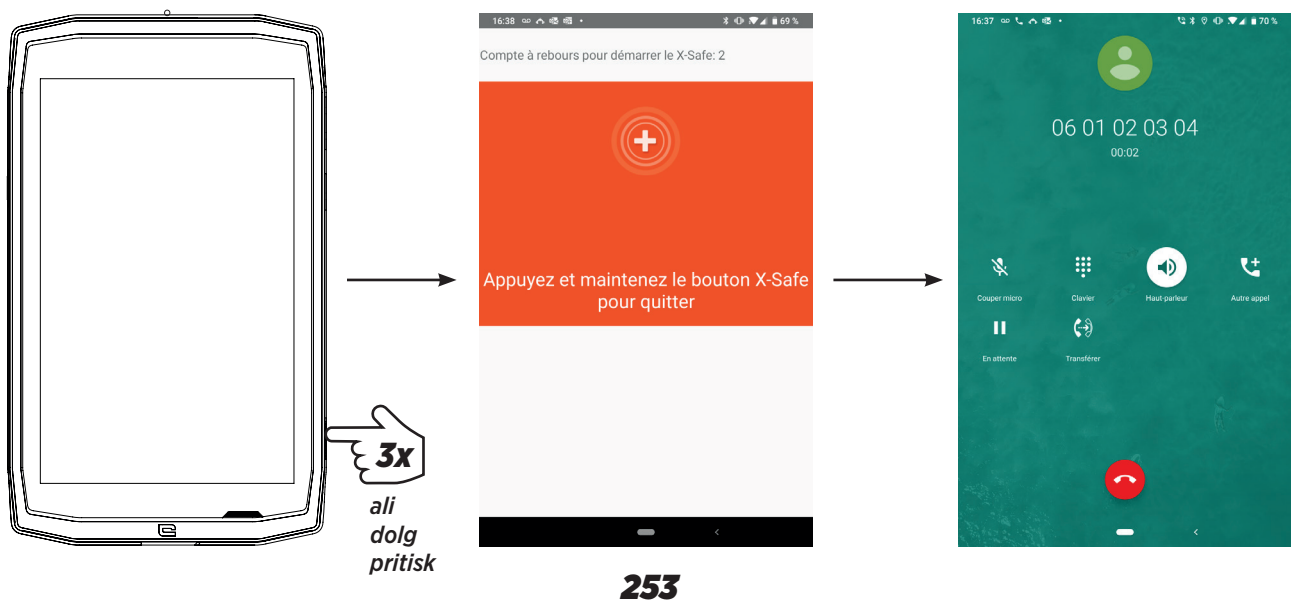 3x
ali
dolg
pritisk
16:38 69 %
Compte à rebours pour démarrer le X-Safe: 2
Appuyez et maintenez le bouton X-Safe
pour quitter
16:37 70 %
06 01 02 03 04
00:02
Couper micro Clavier Haut-parleur Autre appel
En attente Transférer
253